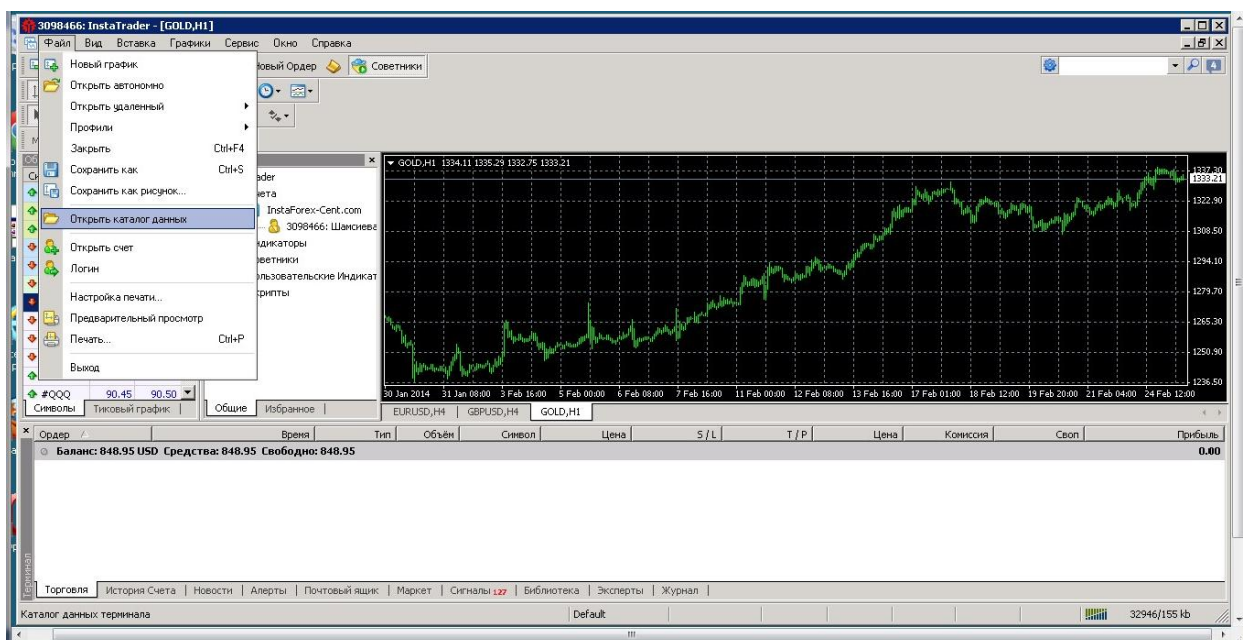 3098466: InstaTrader - [GOLD,H1]
Файл Вид Вставка Графики Сервис Окно Справка
Новый график
овый Ордер Советники
Открыть автономно
Открыть удаленный
Профили
Закрыть Ctrl+F4
Сохранить как Ctrl+S
Сохранить как рисунок...
Открыть каталог данных
Открыть счет
Логин
Настройка печати...
Предварительный просмотр
Печать... Ctrl+P
Выход
#QQQ 90.45 90.50
Символы Тиковый график
ader
ета
InstaForex-Cent.com
3098466: Шамсиева
ндикаторы
оветники
ользовательские Индикат
крипты
Общие Избранное
GOLD,H1 1334.11 1335.29 1332.75 1333.21
1337.30
1333.21
1322.90
1308.50
1294.10
1279.70
1265.30
1250.90
1236.50
30 Jan 2014 31 Jan 08:00 3 Feb 16:00 5 Feb 00:00 6 Feb 08:00 7 Feb 16:00 11 Feb 00:00 12 Feb 08:00 13 Feb 16:00 17 Feb 01:00 18 Feb 12:00 19 Feb 20:00 21 Feb 04:00 24 Feb 12:00
EURUSD,H4 GBPUSD,H4 GOLD,H1
Ордер Время Тип Объём Символ Цена S / L T / P Цена Комиссия Своп Прибыль
Баланс: 848.95 USD Средства: 848.95 Свободно: 848.95 0.00
Терминал
Торговля История Счета Новости Алерты Почтовый ящик Маркет Сигналы 127 Библиотека Эксперты Журнал
Каталог данных терминала Default 32946/155 kb